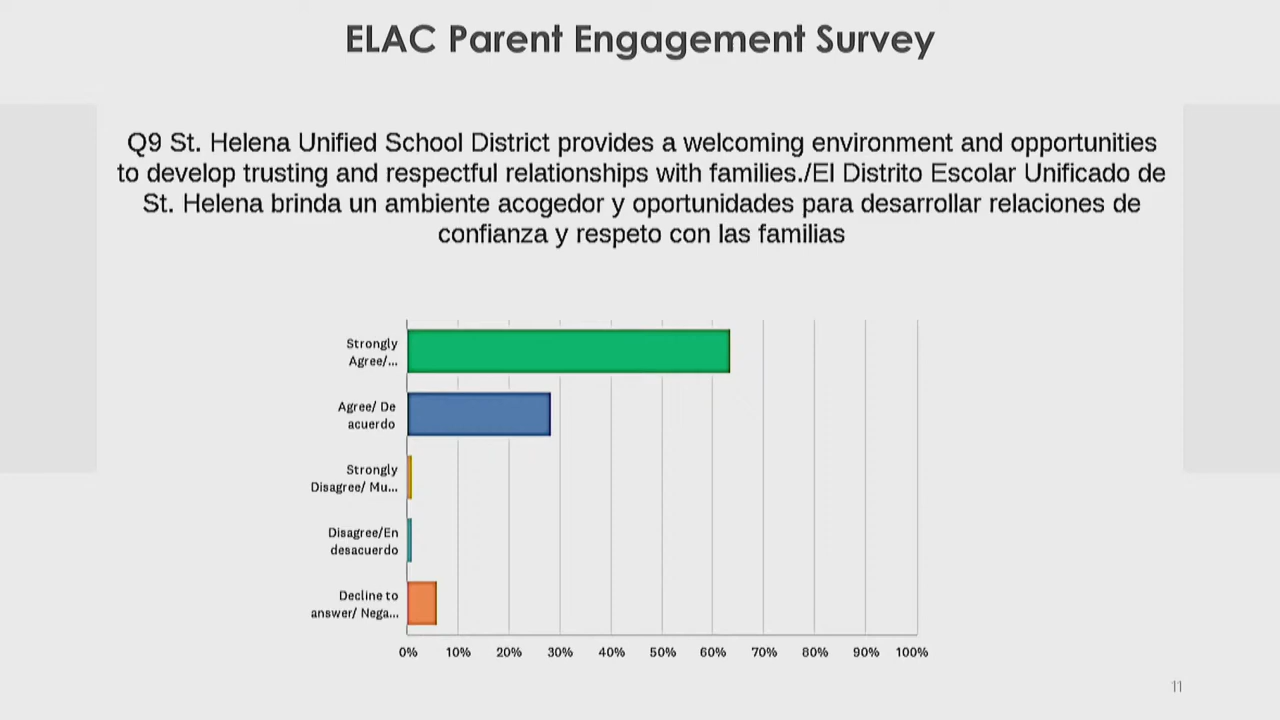 ELAC Parent Engagement Survey
Q9 St. Helena Unified School District provides a welcoming environment and opportunities
to develop trusting and respectful relationships with families./El Distrito Escolar Unificado de
St. Helena brinda un ambiente acogedor y oportunidades para desarrollar relaciones de
confianza y respeto con las familias
Strongly
Agree/...
Agree/ De
acuerdo
Strongly
Disagree/ Mu...
Disagree/En
desacuerdo
Decline to
answer/ Nega...
0% 10% 20% 30% 40% 50% 60% 70% 80% 90% 100%
11